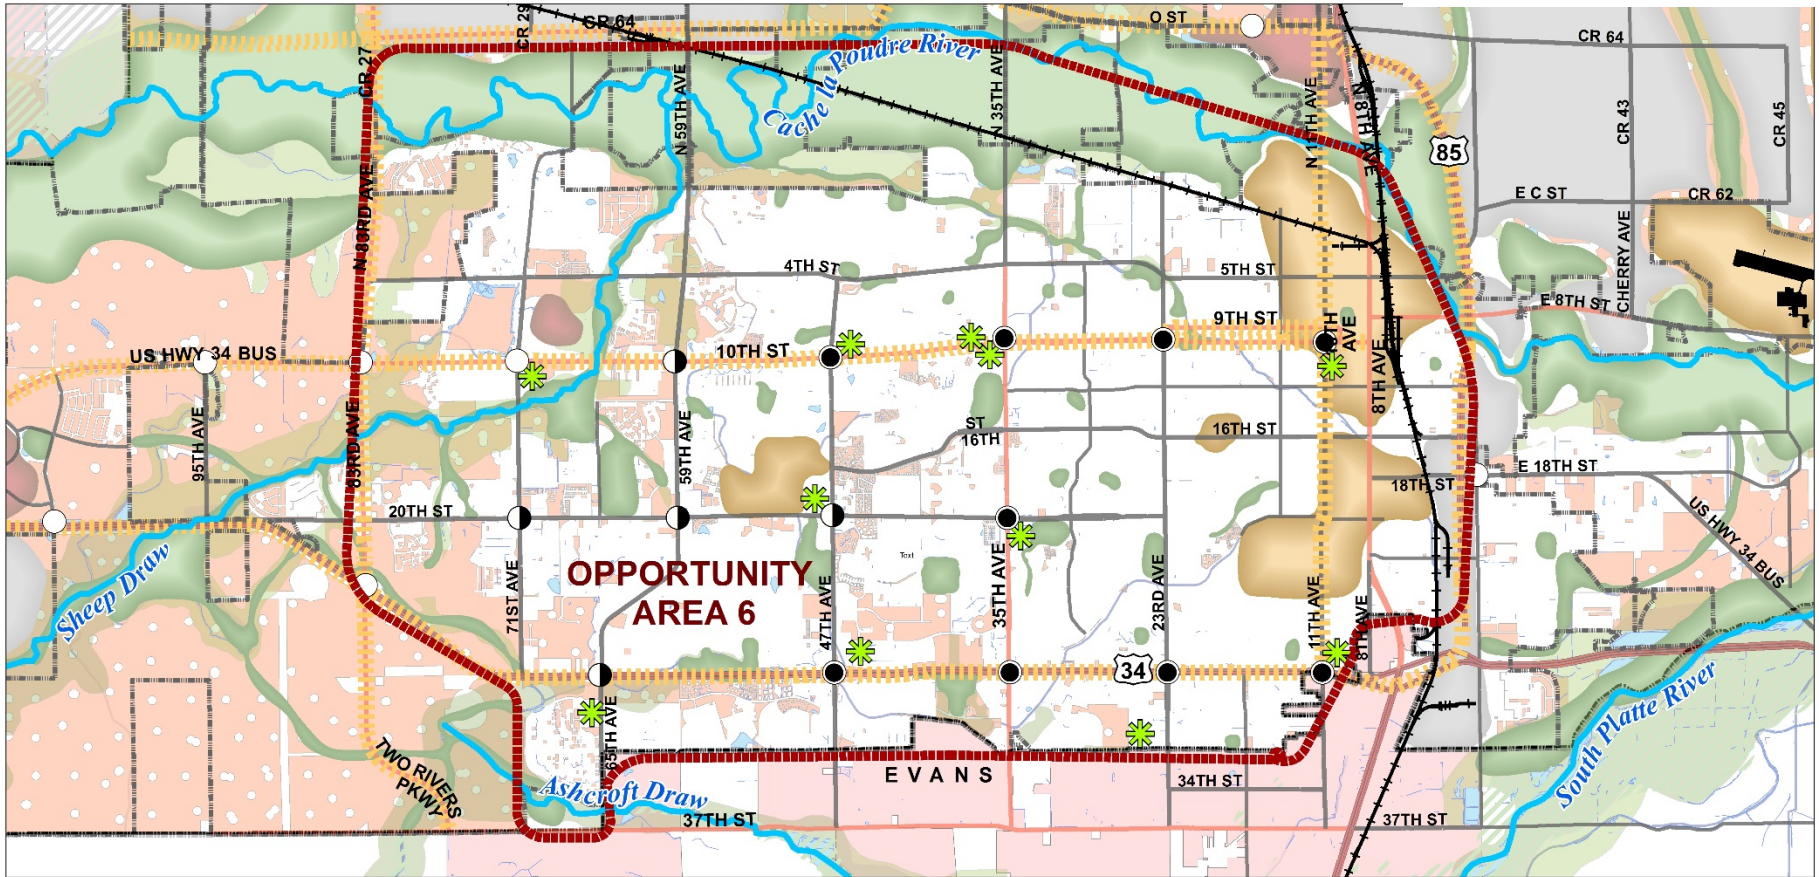 CR 29
CR 64
O ST
CR 64
CR 27
N 59TH AVE
Cache la Poudre River
N 35TH AVE
N 11TH AVE
N 8TH AVE
85
CR 43
CR 45
N 83RD AVE
E C ST
CR 62
4TH ST
5TH ST
CHERRY AVE
E 8TH ST
9TH ST
US HWY 34 BUS
10TH ST
AVE
8TH AVE
95TH AVE
83RD AVE
59TH AVE
ST
16TH
16TH ST
E 18TH ST
18TH ST
20TH ST
US HWY 34 BUS
Text
Sheep Draw
71ST AVE
OPPORTUNITY
AREA 6
47TH AVE
35TH AVE
23RD AVE
11TH AVE
8TH AVE
34
65TH AVE
South Platte River
TWO RIVERS
PKWY
EVANS
34TH ST
Ashcroft Draw
37TH ST
37TH ST